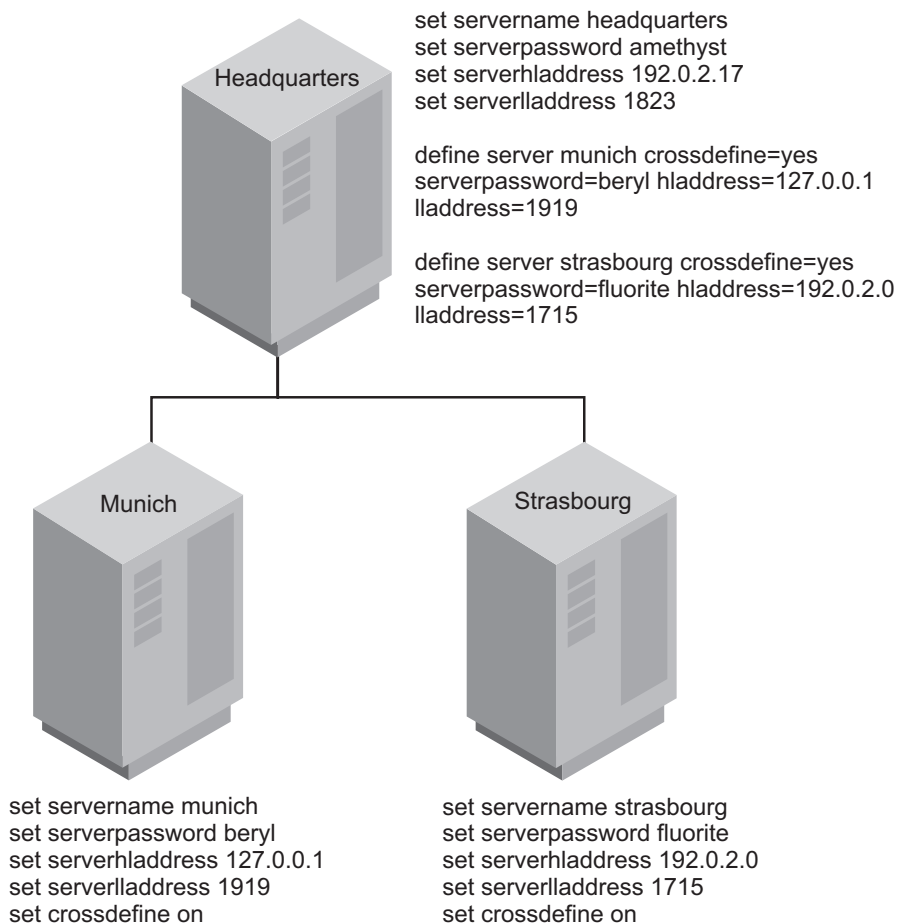 Headquarters
set servername headquarters
set serverpassword amethyst
set serverhladdress 192.0.2.17
set serverlladdress 1823
define server munich crossdefine=yes
serverpassword=beryl hladdress=127.0.0.1
lladdress=1919
define server strasbourg crossdefine=yes
serverpassword=fluorite hladdress=192.0.2.0
lladdress=1715
Munich
Strasbourg
set servername munich
set serverpassword beryl
set serverhladdress 127.0.0.1
set serverlladdress 1919
set crossdefine on
set servername strasbourg
set serverpassword fluorite
set serverhladdress 192.0.2.0
set serverlladdress 1715
set crossdefine on